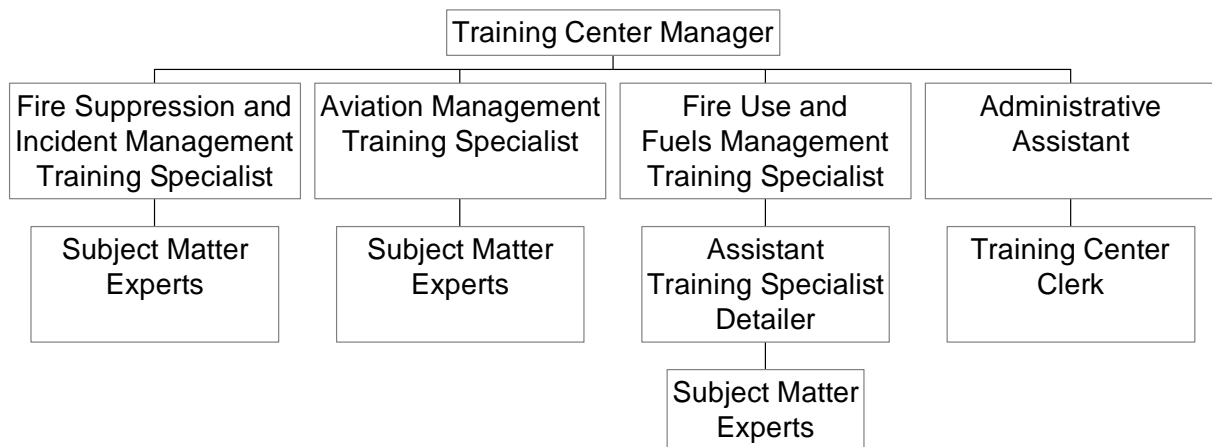 Training Center Manager
Fire Suppression and
Incident Management
Training Specialist
Aviation Management
Training Specialist
Fire Use and
Fuels Management
Training Specialist
Administrative
Assistant
Subject Matter
Experts
Subject Matter
Experts
Assistant
Training Specialist
Detailer
Training Center
Clerk
Subject Matter
Experts